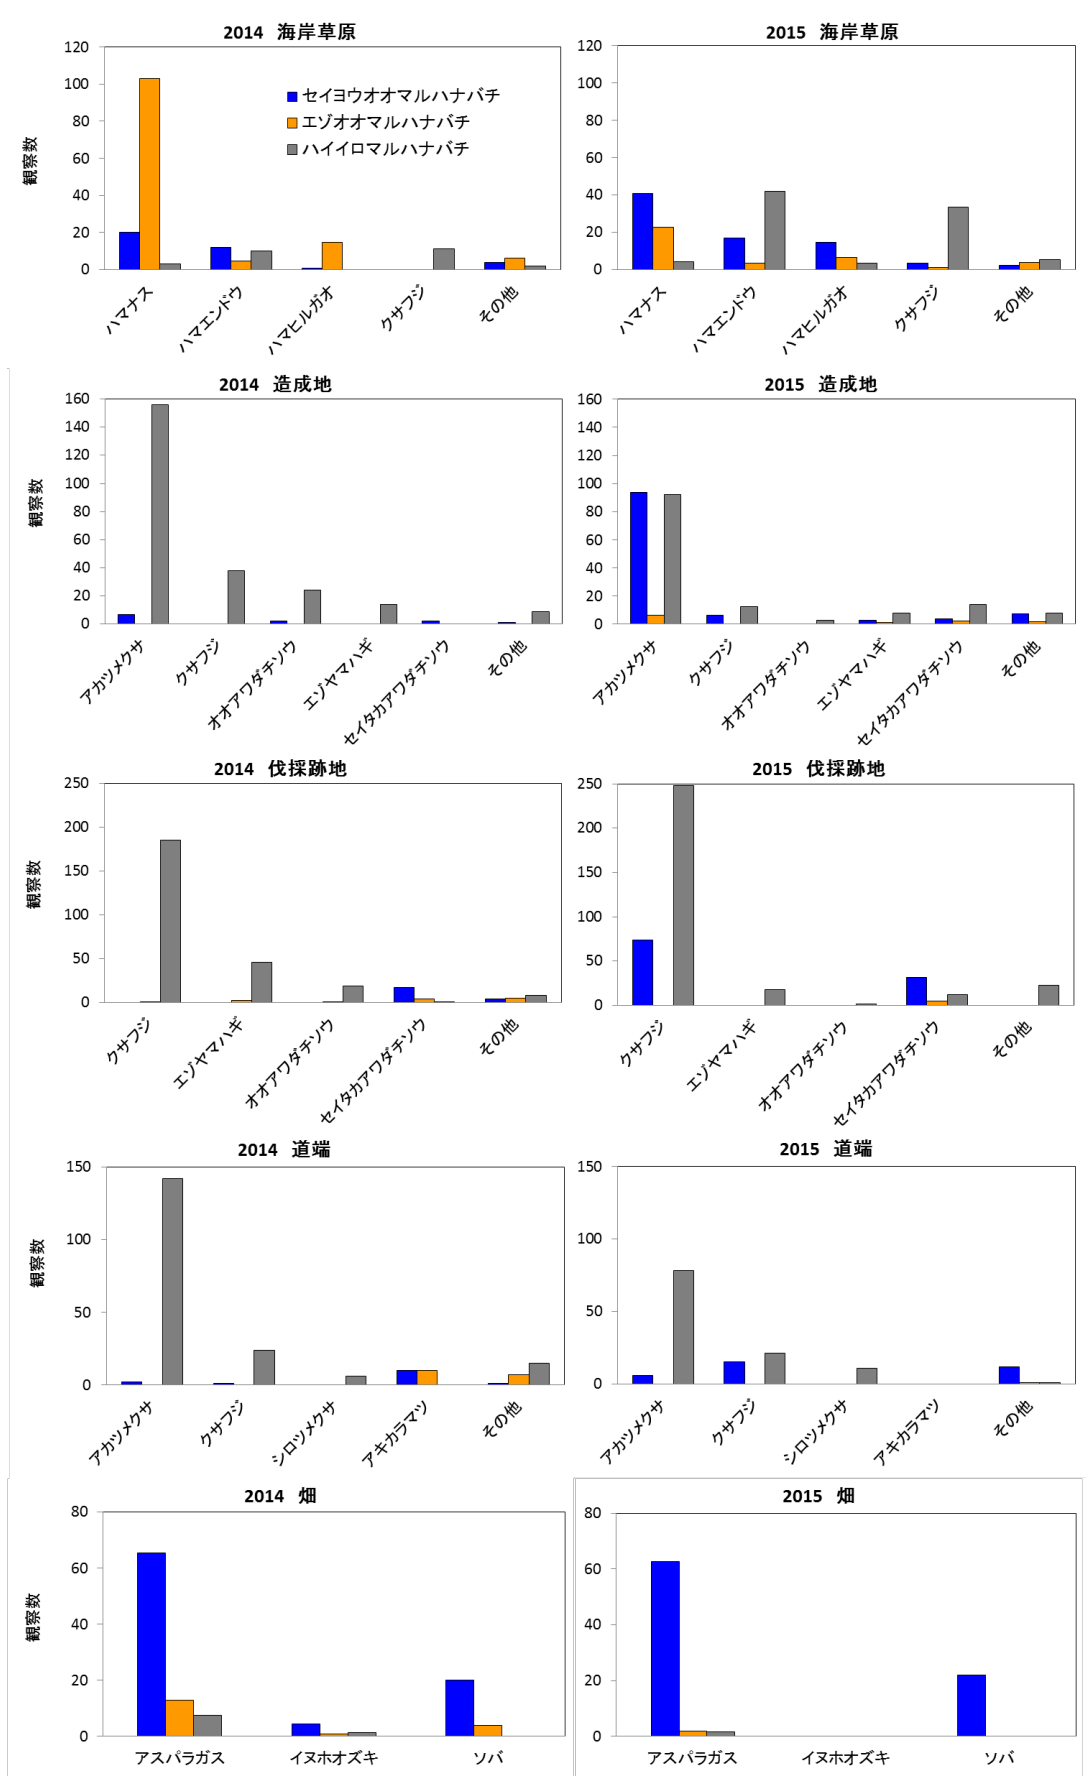 2014 海岸草原
観察数
120
100
80
60
40
20
0
セイヨウオオマルハナバチ
エゾオオマルハナバチ
ハイイロマルハナバチ
ハマナス
ハマエンドウ
ハマヒルガオ
クサフジ
その他
2015 海岸草原
120
100
80
60
40
20
0
ハマナス
ハマエンドウ
ハマヒルガオ
クサフジ
その他
2014 造成地
観察数
160
140
120
100
80
60
40
20
0
アカツメクサ
クサフジ
オオアワダチソウ
エゾヤマハギ
セイタカアワダチソウ
その他
2015 造成地
160
140
120
100
80
60
40
20
0
アカツメクサ
クサフジ
オオアワダチソウ
エゾヤマハギ
セイタカアワダチソウ
その他
2014 伐採跡地
観察数
250
200
150
100
50
0
クサフジ
エゾヤマハギ
オオアワダチソウ
セイタカアワダチソウ
その他
2015 伐採跡地
250
200
150
100
50
0
クサフジ
エゾヤマハギ
オオアワダチソウ
セイタカアワダチソウ
その他
2014 道端
観察数
150
100
50
0
アカツメクサ
クサフジ
シロツメクサ
アキカラマツ
その他
2015 道端
150
100
50
0
アカツメクサ
クサフジ
シロツメクサ
アキカラマツ
その他
2014 畑
観察数
80
60
40
20
0
アスパラガス
イヌホオズキ
ソバ
2015 畑
80
60
40
20
0
アスパラガス
イヌホオズキ
ソバ